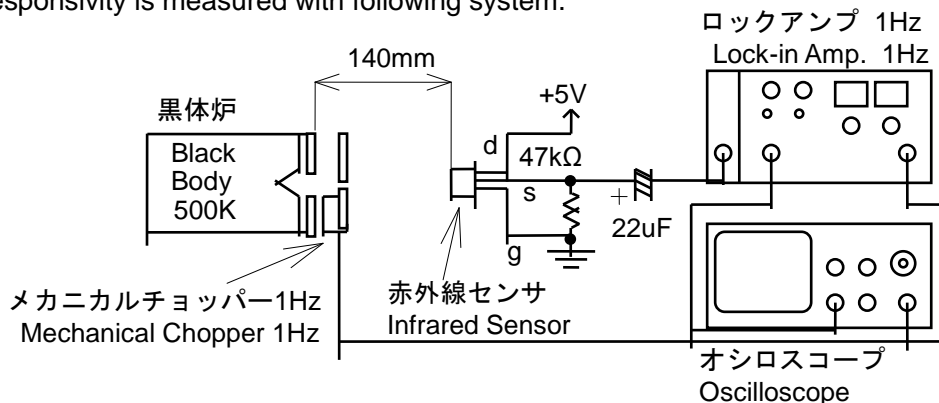 esponsivity is measured with following system.
ロックアンプ 1Hz
Lock-in Amp. 1Hz
140mm
黒体炉
Black
Body
500K
+5V
d
47kΩ
s
+
22uF
g
メカニカルチョッパー1Hz
Mechanical Chopper 1Hz
赤外線センサ
Infrared Sensor
オシロスコープ
Oscilloscope